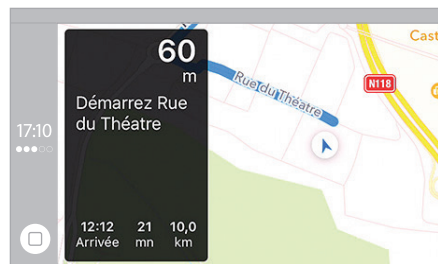 60
m
Démarrez Rue
du Théatre
12:12 21 10,0
Arrivée mn km
17:10
Rue du Théatre
N118
Cast